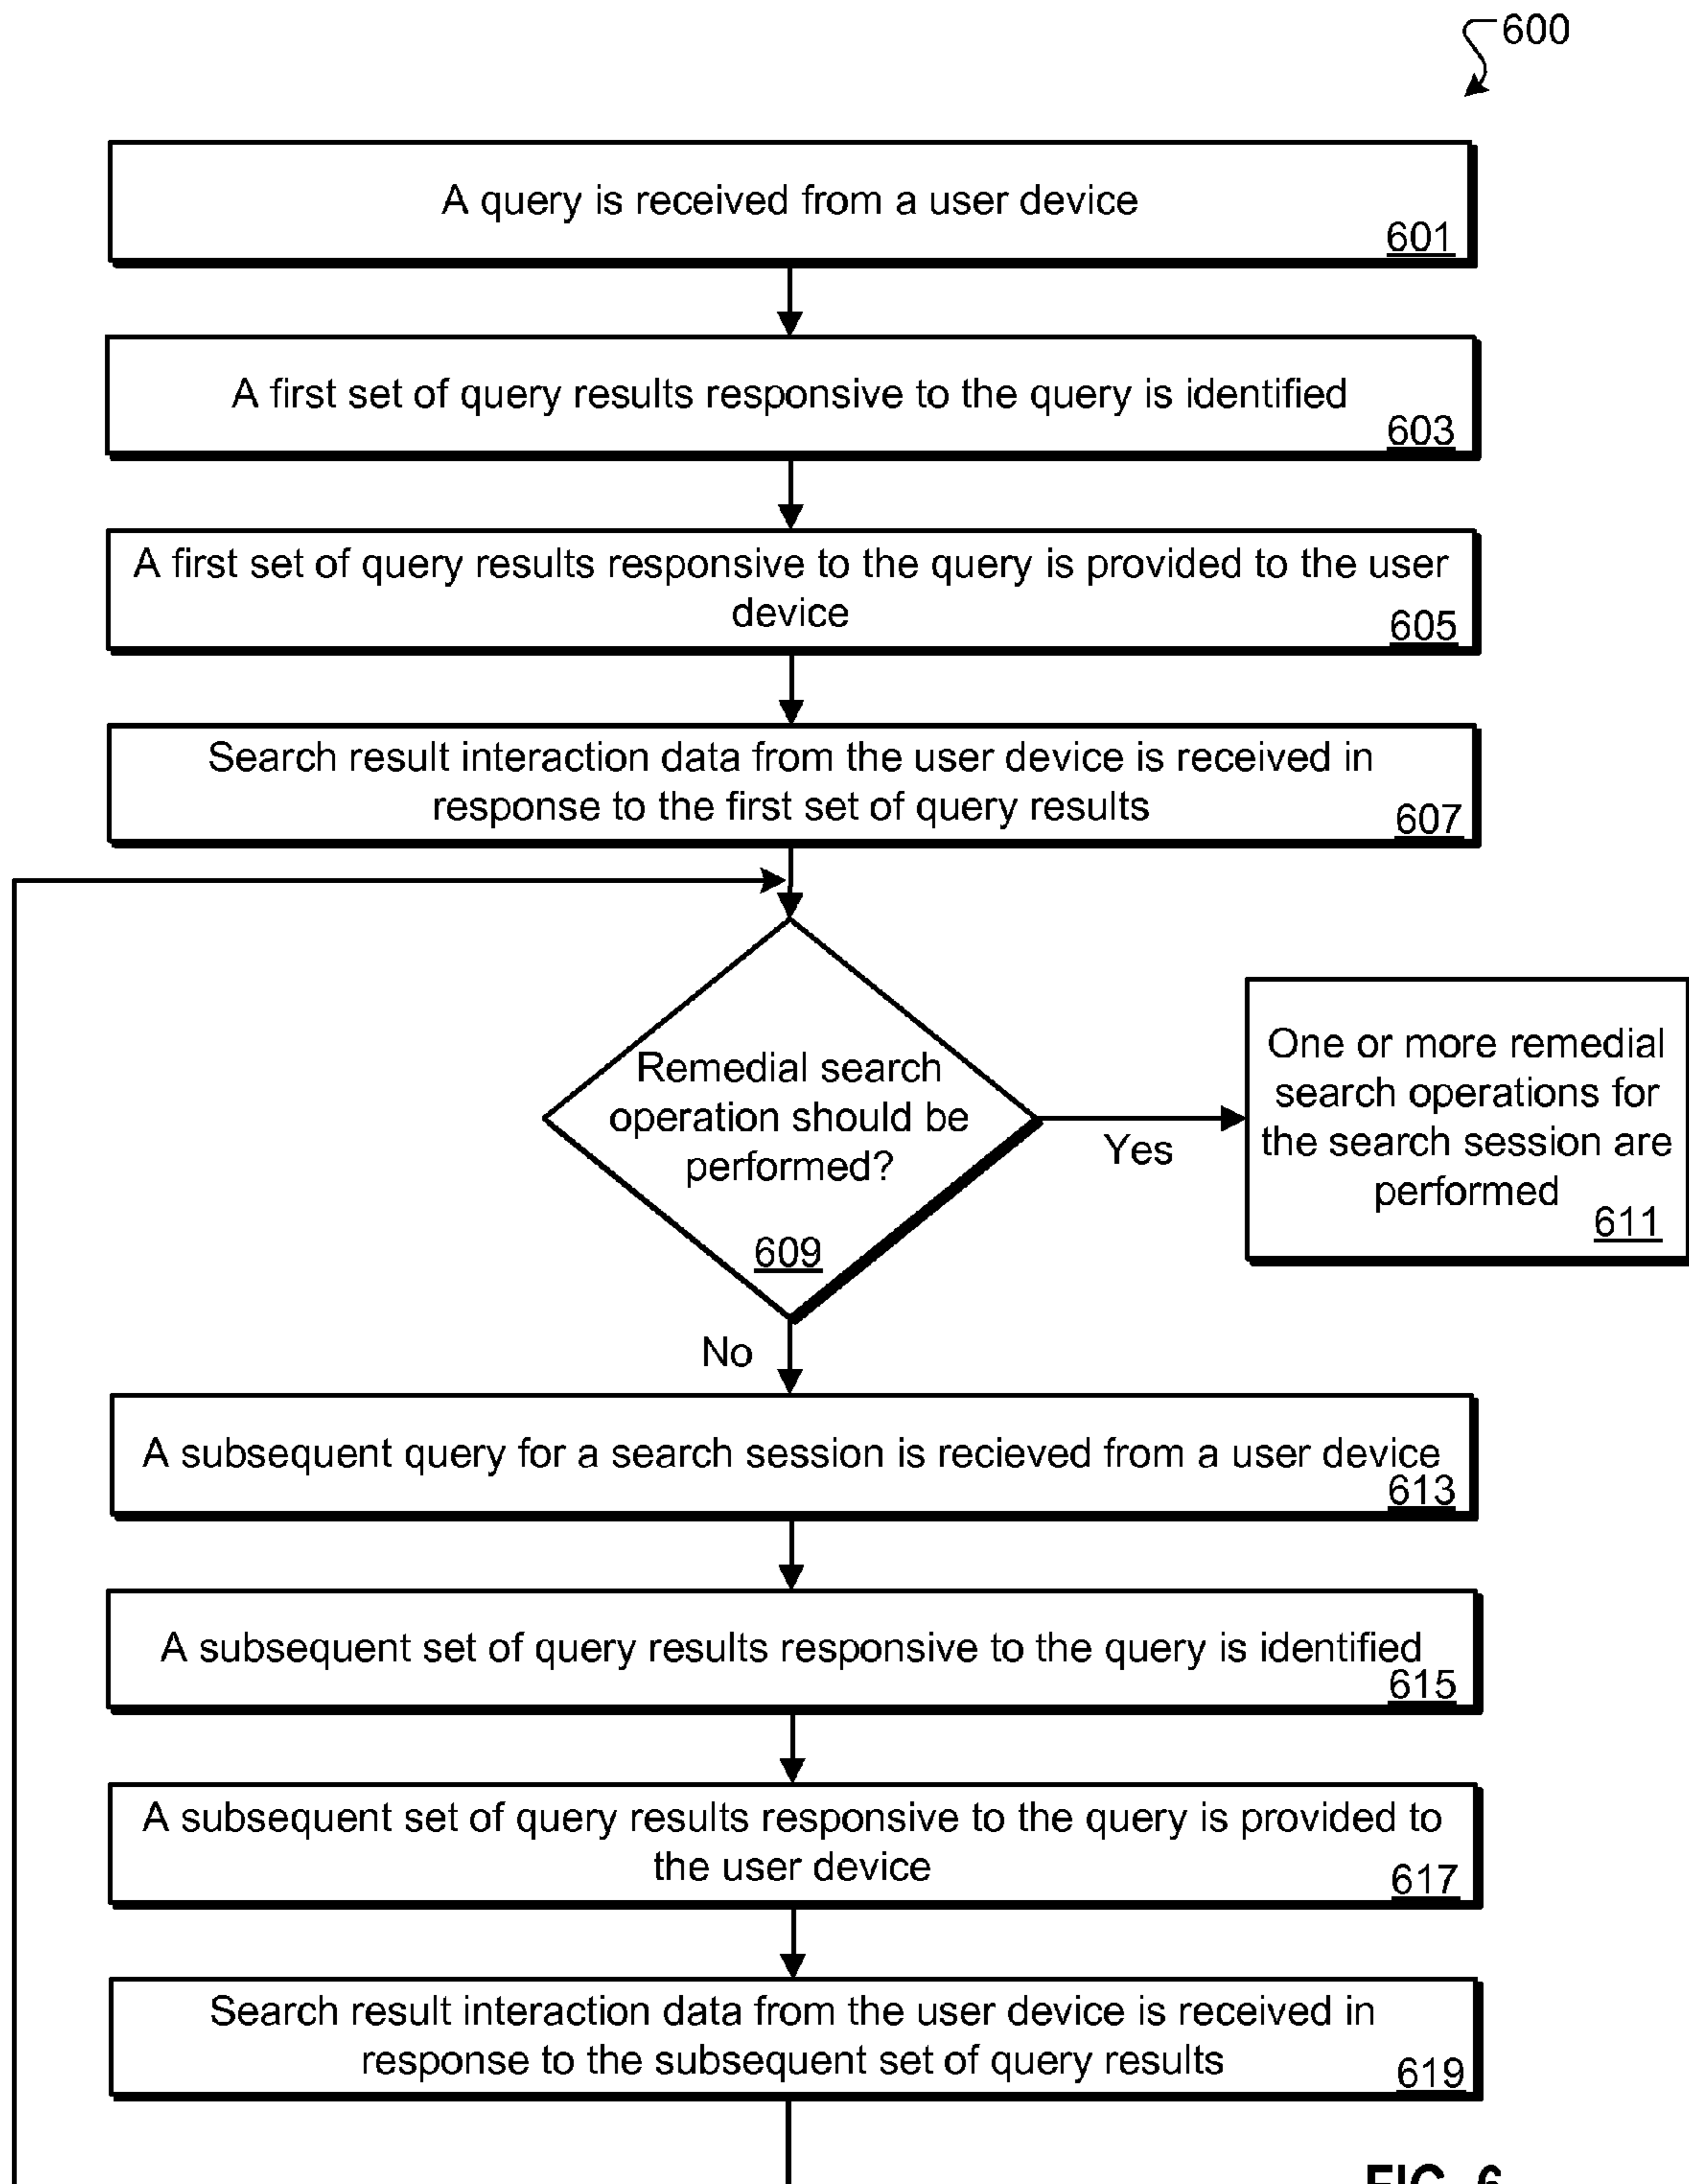 600
A query is received from a user device
601
A first set of query results responsive to the query is identified
603
A first set of query results responsive to the query is provided to the user
device
605
Search result interaction data from the user device is received in
response to the first set of query results
607
Remedial search
operation should be
performed?
609
Yes
One or more remedial
search operations for
the search session are
performed
611
No
A subsequent query for a search session is recieved from a user device
613
A subsequent set of query results responsive to the query is identified
615
A subsequent set of query results responsive to the query is provided to
the user device
617
Search result interaction data from the user device is received in
response to the subsequent set of query results
619
FIG. 6